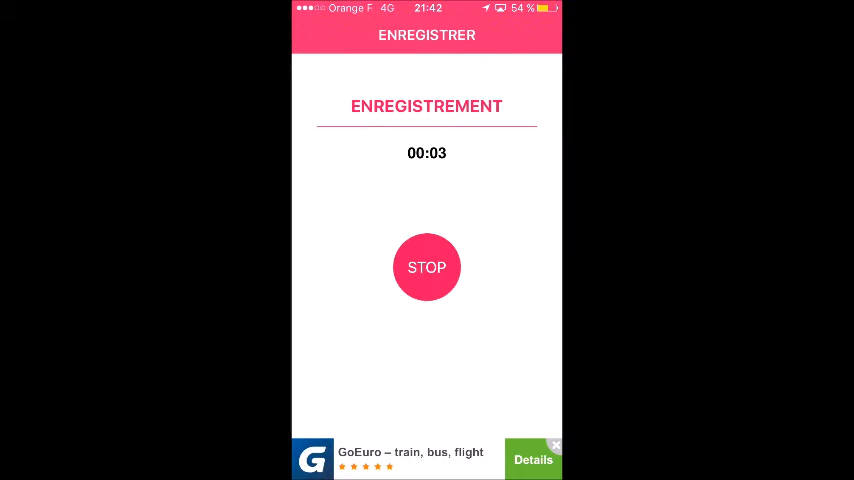 Orange F 4G 21:42 54 %
ENREGISTRER
ENREGISTREMENT
00:03
STOP
G
GoEuro – train, bus, flight
Details